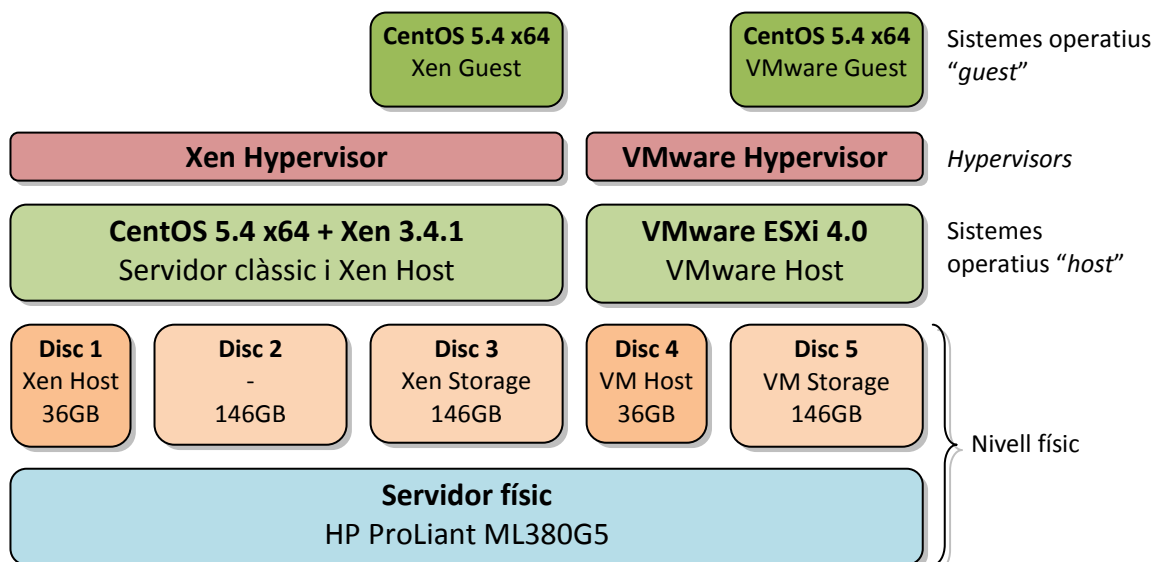 CentOS 5.4 x64
Xen Guest
CentOS 5.4 x64
VMware Guest
Sistemes operatius
“guest”
Xen Hypervisor
VMware Hypervisor
Hypervisors
CentOS 5.4 x64 + Xen 3.4.1
Servidor clàssic i Xen Host
VMware ESXi 4.0
VMware Host
Sistemes
operatius “host”
Disc 1
Xen Host
36GB
Disc 2
-
146GB
Disc 3
Xen Storage
146GB
Disc 4
VM Host
36GB
Disc 5
VM Storage
146GB
Nivell físic
Servidor físic
HP ProLiant ML380G5